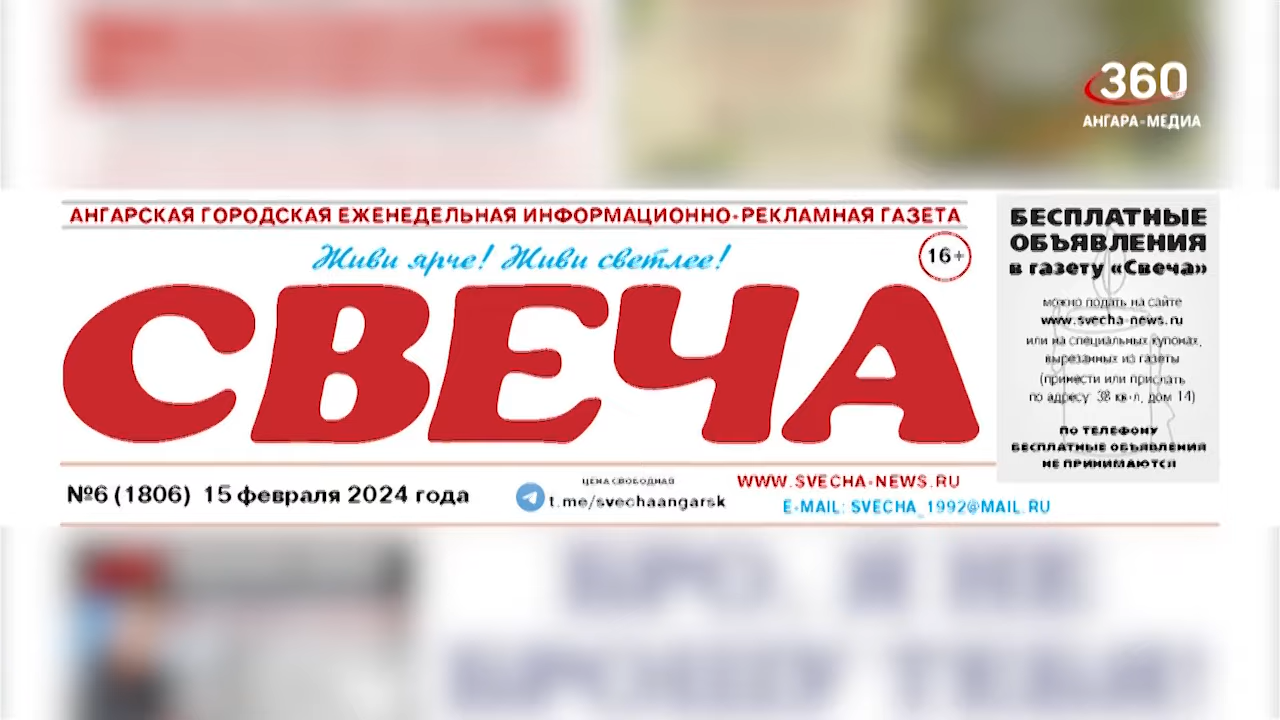 360
АНГАРА-МЕДИА
АНГАРСКАЯ ГОРОДСКАЯ ЕЖЕНЕДЕЛЬНАЯ ИНФОРМАЦИОННО-РЕКЛАМНАЯ ГАЗЕТА
Живи ярче! Живи светлее!
16+
СВЕЧА
№6 (1806) 15 февраля 2024 года
ЦЕНА СВОБОДНАЯ
t.me/svechaangarsk
WWW.SVECHA-NEWS.RU
E-MAIL: SVECHA_1992@MAIL.RU
БЕСПЛАТНЫЕ
ОБЪЯВЛЕНИЯ
в газету «Свеча»
можно подать на сайте
www.svecha-news.ru
или на специальных купонах,
вырезанных из газеты
(принести или прислать
по адресу: 38 кв-л, дом 14)
ПО ТЕЛЕФОНУ
БЕСПЛАТНЫЕ ОБЪЯВЛЕНИЯ
НЕ ПРИНИМАЮТСЯ